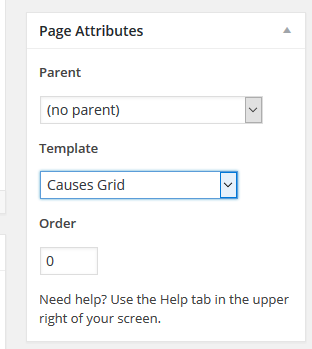 Page Attributes
Parent
(no parent)
Template
Causes Grid
Order
0
Need help? Use the Help tab in the upper
right of your screen.